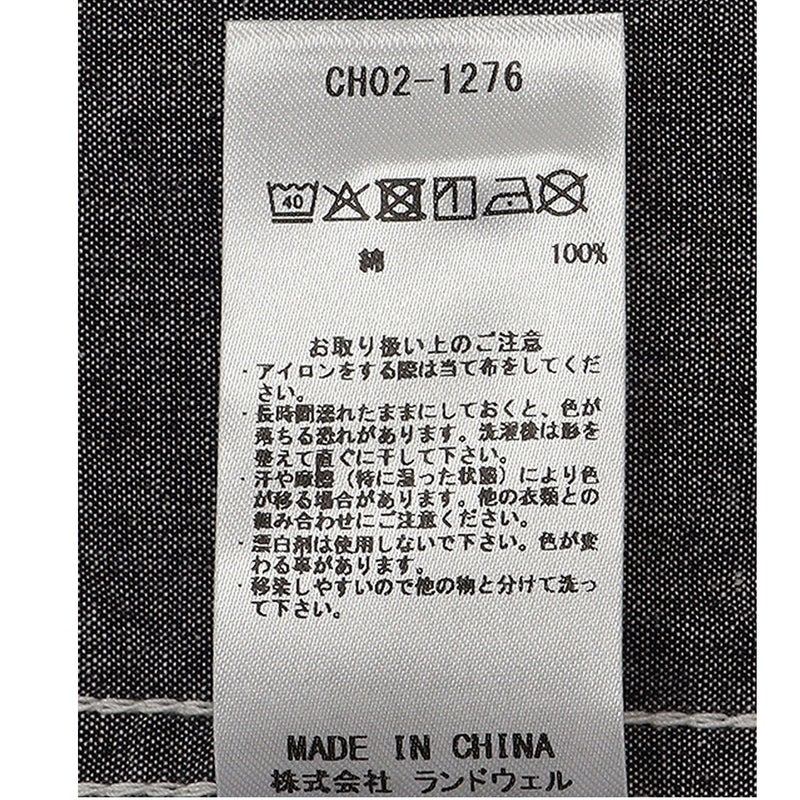 CH02-1276
40
綿 100%
お取り扱い上のご注意
・アイロンをする際は当て布をしてくだ
さい。
・長時間濡れたままにしておくと、色が
落ちる恐れがあります。洗濯後は形を
整えて直ぐに干して下さい。
・汗や摩擦（特に湿った状態）により色
が移る場合があります。他の衣類との
組み合わせにご注意ください。
・漂白剤は使用しないで下さい。色が変
わる事があります。
・移染しやすいので他の物と分けて洗っ
て下さい。
MADE IN CHINA
株式会社 ランドウェル